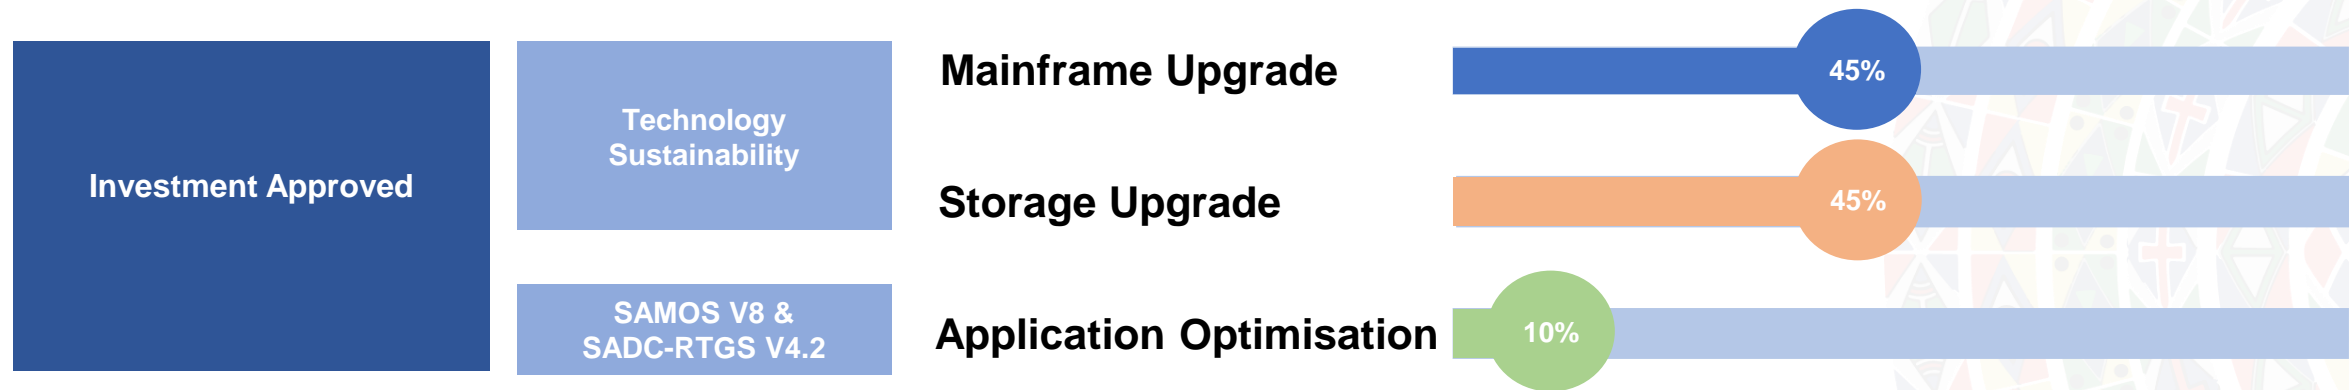 Investment Approved
Technology
Sustainability
SAMOS V8 &
SADC-RTGS V4.2
Mainframe Upgrade
45%
Storage Upgrade
45%
Application Optimisation
10%